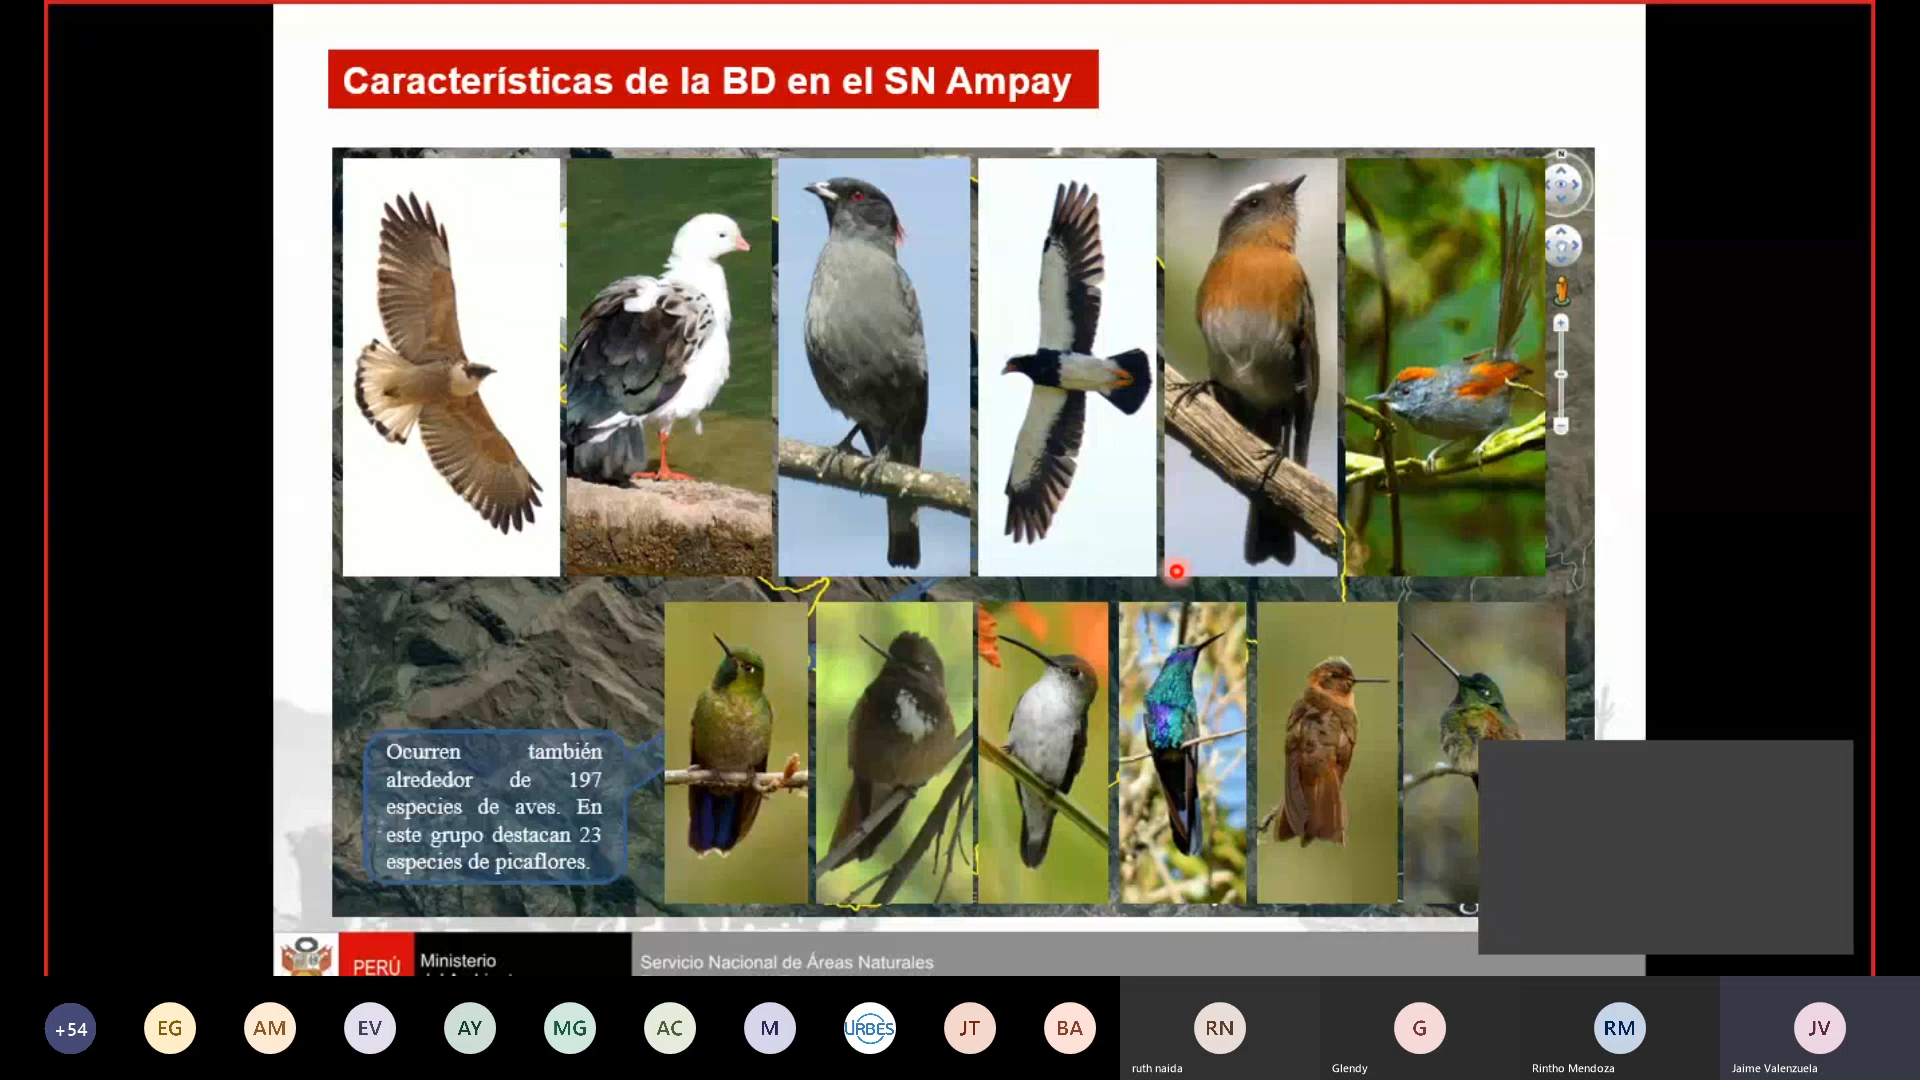 Características de la BD en el SN Ampay
N
Ocurren también
alrededor de 197
especies de aves. En
este grupo destacan 23
especies de picaflores.
PERÚ
Ministerio
Servicio Nacional de Áreas Naturales
+54
EG
AM
EV
AY
MG
AC
M
URBES
JT
BA
RN
G
RM
JV
ruth naida
Glendy
Rintho Mendoza
Jaime Valenzuela